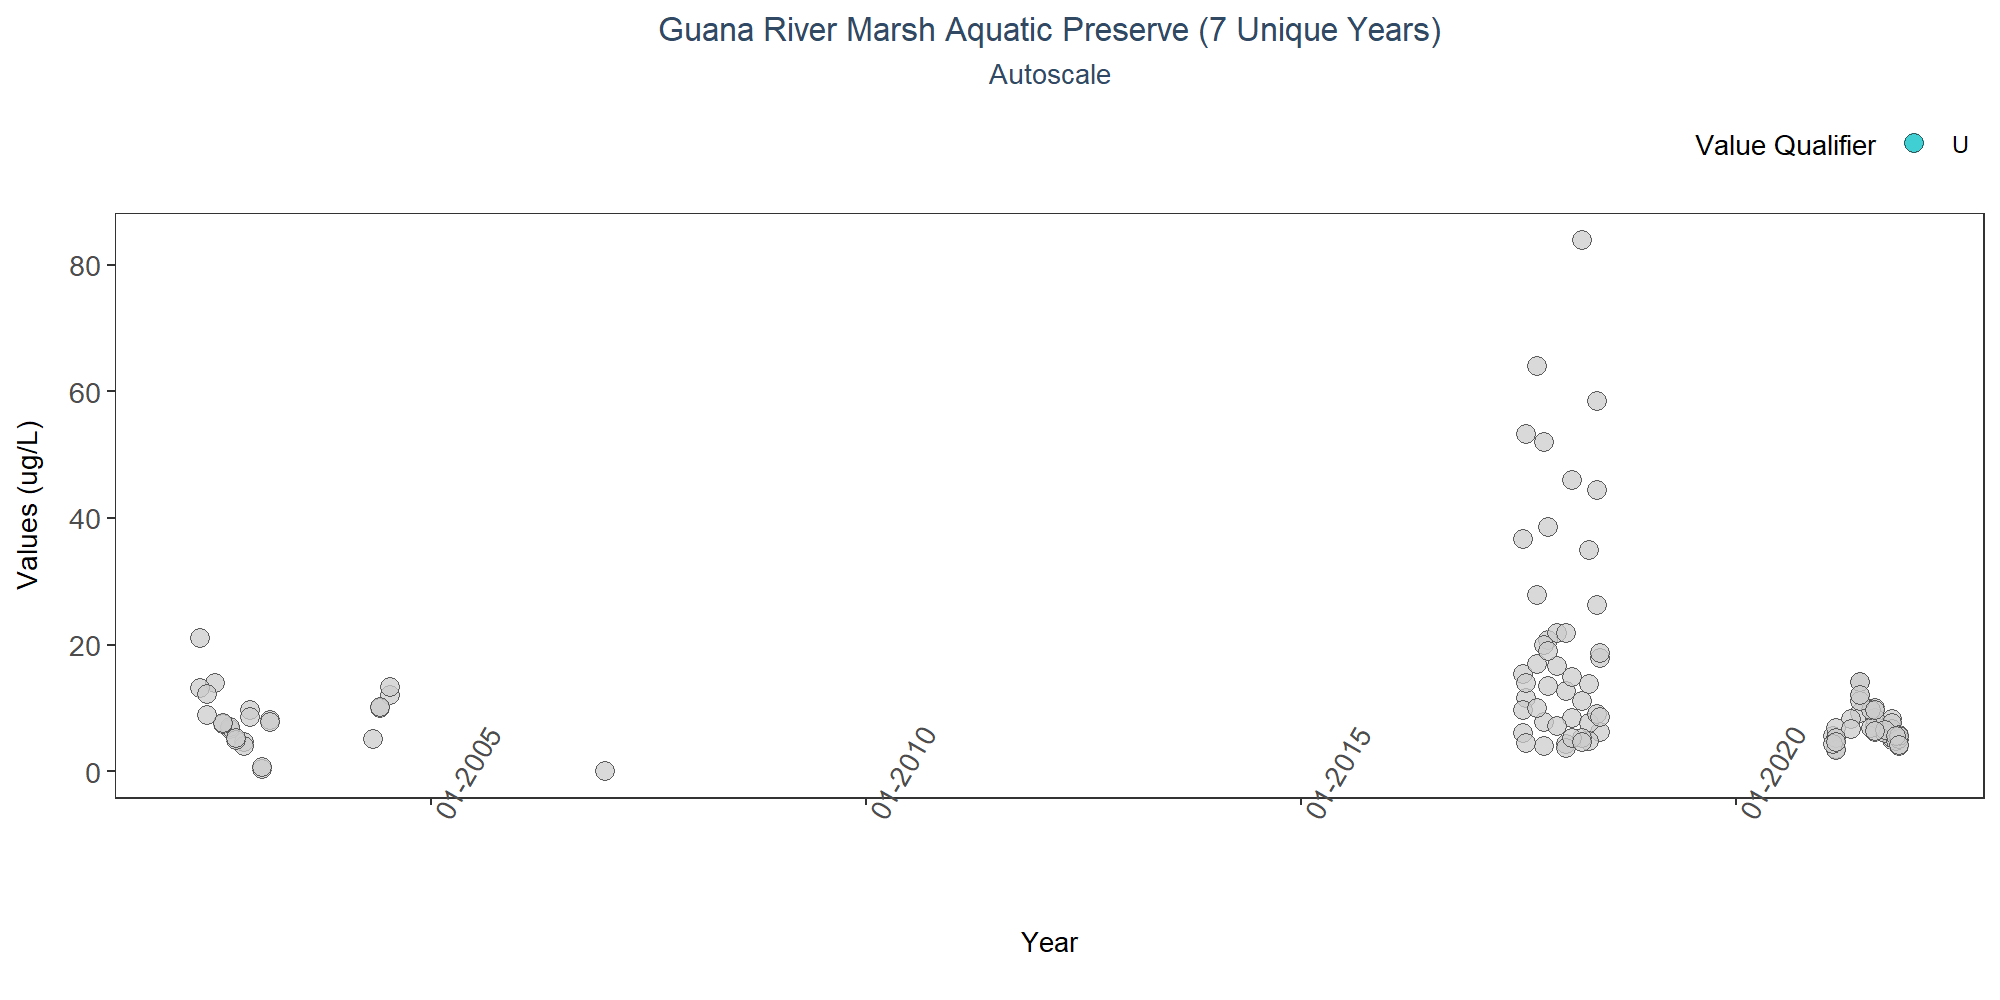 Guana River Marsh Aquatic Preserve (7 Unique Years)
Autoscale
Value Qualifier U
Values (ug/L)
80
60
40
20
0
01-2005
01-2010
01-2015
01-2020
Year